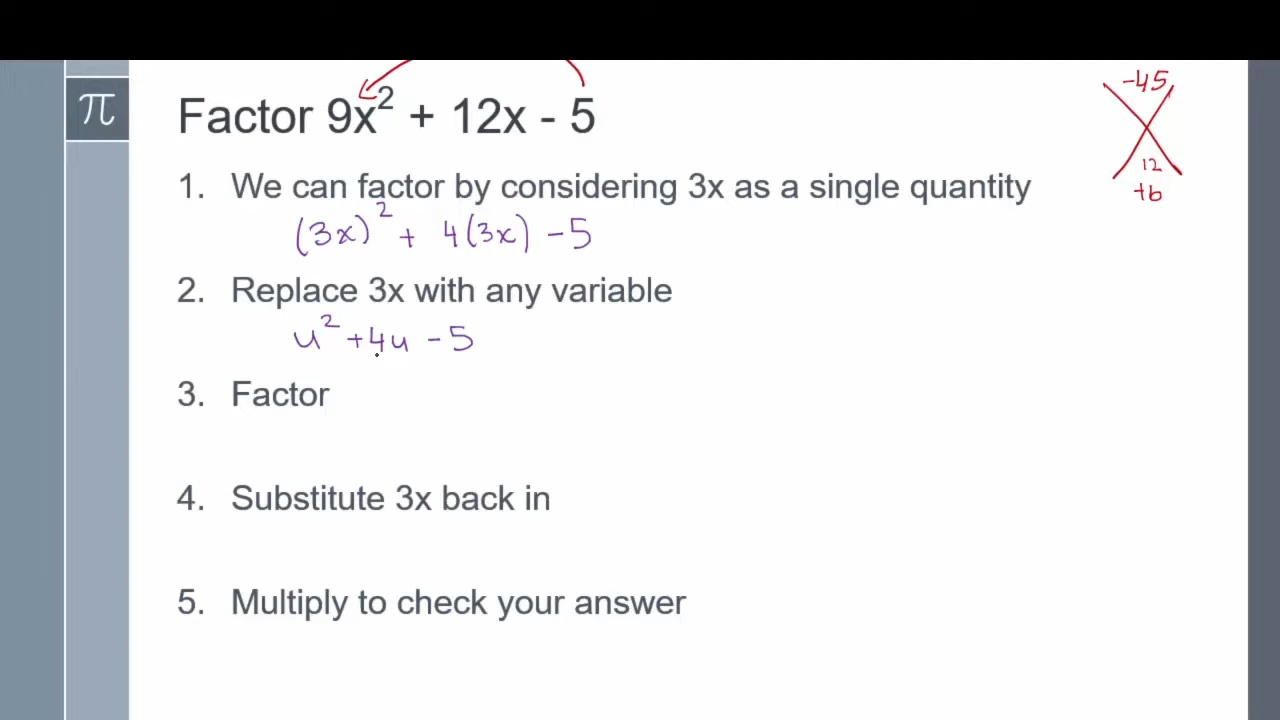 π
Factor 9x² + 12x - 5
-45
12
+6
1. We can factor by considering 3x as a single quantity
(3x)² + 4(3x) -5
2. Replace 3x with any variable
u² +4u -5
3. Factor
4. Substitute 3x back in
5. Multiply to check your answer